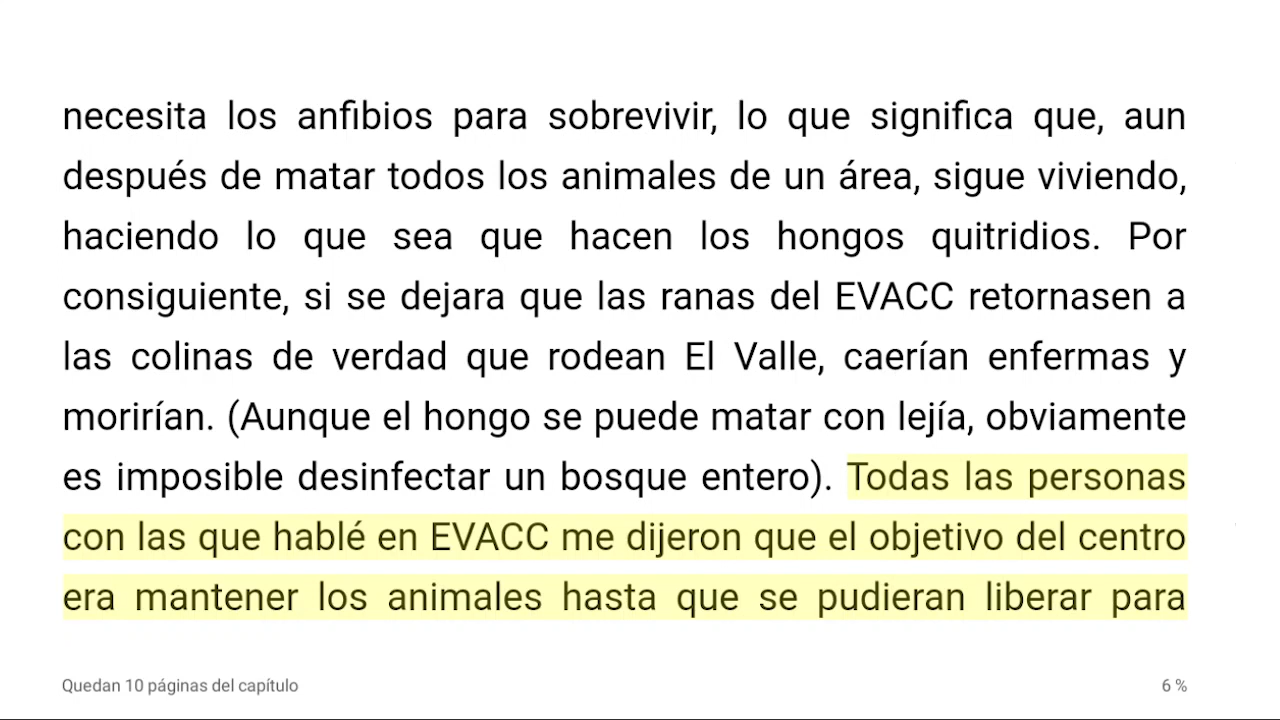 necesita los anfibios para sobrevivir, lo que significa que, aun
después de matar todos los animales de un área, sigue viviendo,
haciendo lo que sea que hacen los hongos quitridios. Por
consiguiente, si se dejara que las ranas del EVACC retornasen a
las colinas de verdad que rodean El Valle, caerían enfermas y
morirían. (Aunque el hongo se puede matar con lejía, obviamente
es imposible desinfectar un bosque entero). Todas las personas
con las que hablé en EVACC me dijeron que el objetivo del centro
era mantener los animales hasta que se pudieran liberar para
Quedan 10 páginas del capítulo 6 %